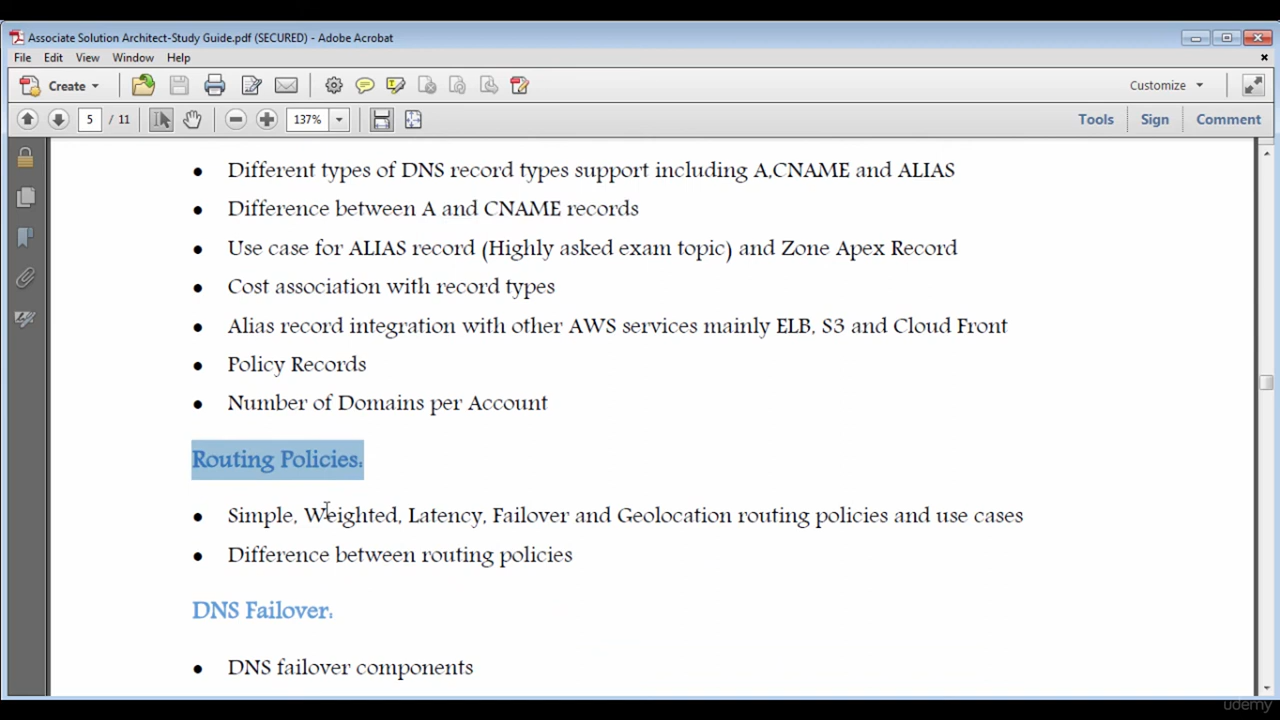 Associate Solution Architect-Study Guide.pdf (SECURED) - Adobe Acrobat
File Edit View Window Help
Create
Customize
5 / 11
137%
Tools Sign Comment
• Different types of DNS record types support including A,CNAME and ALIAS
• Difference between A and CNAME records
• Use case for ALIAS record (Highly asked exam topic) and Zone Apex Record
• Cost association with record types
• Alias record integration with other AWS services mainly ELB, S3 and Cloud Front
• Policy Records
• Number of Domains per Account
Routing Policies:
• Simple, Weighted, Latency, Failover and Geolocation routing policies and use cases
• Difference between routing policies
DNS Failover:
• DNS failover components
udemy